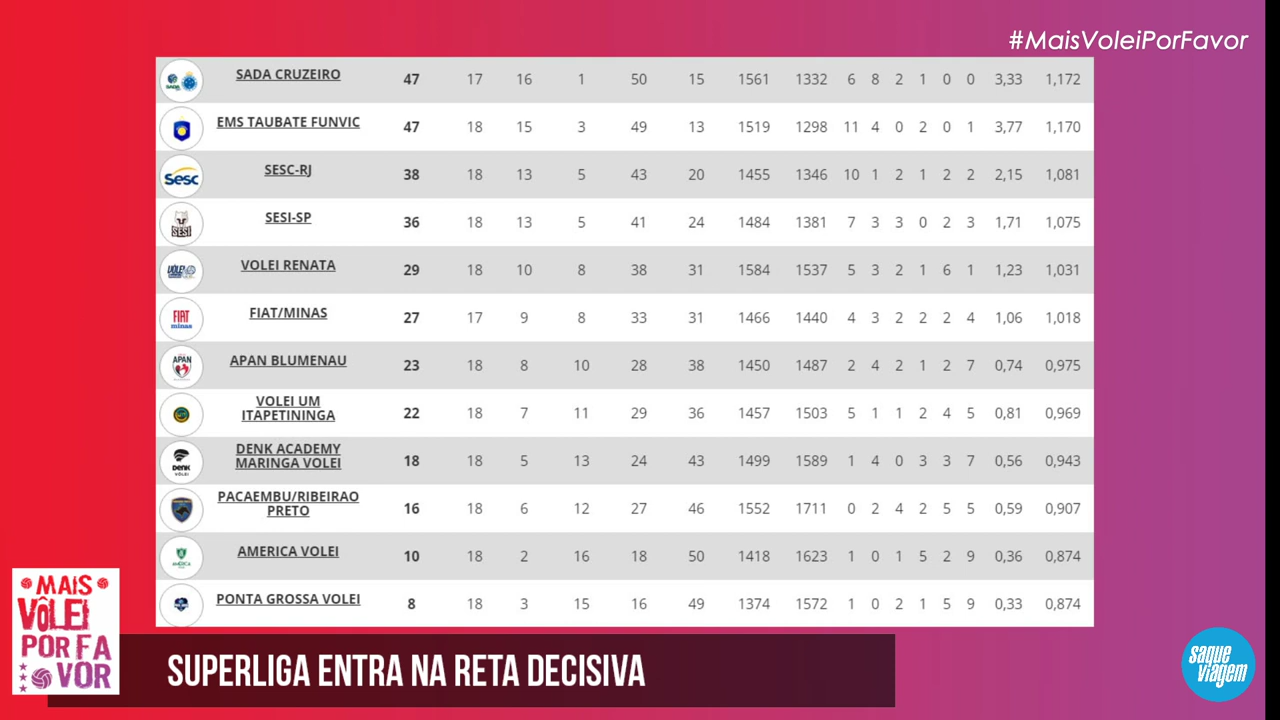 #MaisVoleiPorFavor
SADA CRUZEIRO 47 17 16 1 50 15 1561 1332 6 8 2 1 0 0 3,33 1,172
EMS TAUBATE FUNVIC 47 18 15 3 49 13 1519 1298 11 4 0 2 0 1 3,77 1,170
Sesc SESC-RJ 38 18 13 5 43 20 1455 1346 10 1 2 1 2 2 2,15 1,081
SESI SESI-SP 36 18 13 5 41 24 1484 1381 7 3 3 0 2 3 1,71 1,075
VOLEI RENATA 29 18 10 8 38 31 1584 1537 5 3 2 1 6 1 1,23 1,031
FIAT minas FIAT/MINAS 27 17 9 8 33 31 1466 1440 4 3 2 2 2 4 1,06 1,018
APAN APAN BLUMENAU 23 18 8 10 28 38 1450 1487 2 4 2 1 2 7 0,74 0,975
VOLEI UM
ITAPETININGA 22 18 7 11 29 36 1457 1503 5 1 1 2 4 5 0,81 0,969
DENK DENK ACADEMY
MARINGA VOLEI 18 18 5 13 24 43 1499 1589 1 4 0 3 3 7 0,56 0,943
PACAEMBU/RIBEIRAO
PRETO 16 18 6 12 27 46 1552 1711 0 2 4 2 5 5 0,59 0,907
AMERICA VOLEI 10 18 2 16 18 50 1418 1623 1 0 1 5 2 9 0,36 0,874
PONTA GROSSA VOLEI 8 18 3 15 16 49 1374 1572 1 0 2 1 5 9 0,33 0,874
MAIS
VÔLEI
POR FA
VOR
SUPERLIGA ENTRA NA RETA DECISIVA
saque
viagem